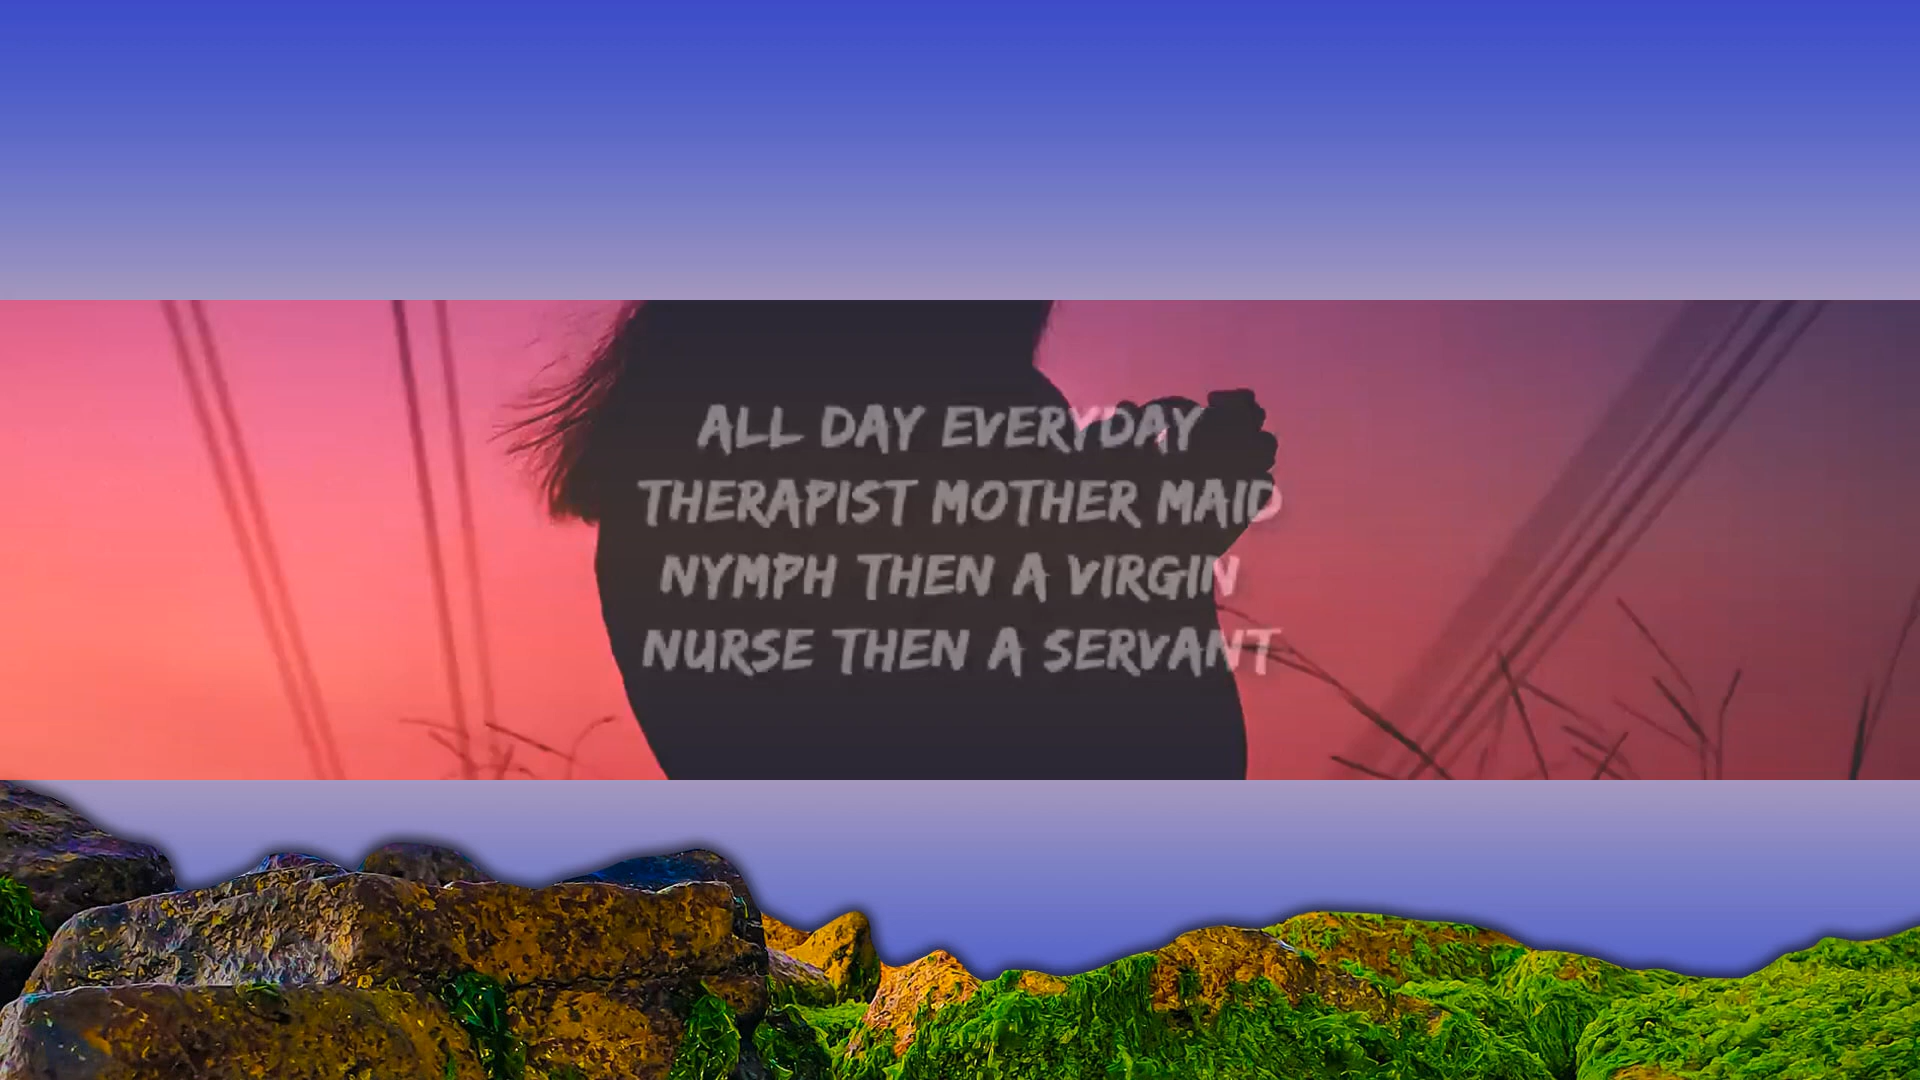 ALL DAY EVERYDAY
THERAPIST MOTHER MAID
NYMPH THEN A VIRGIN
NURSE THEN A SERVANT